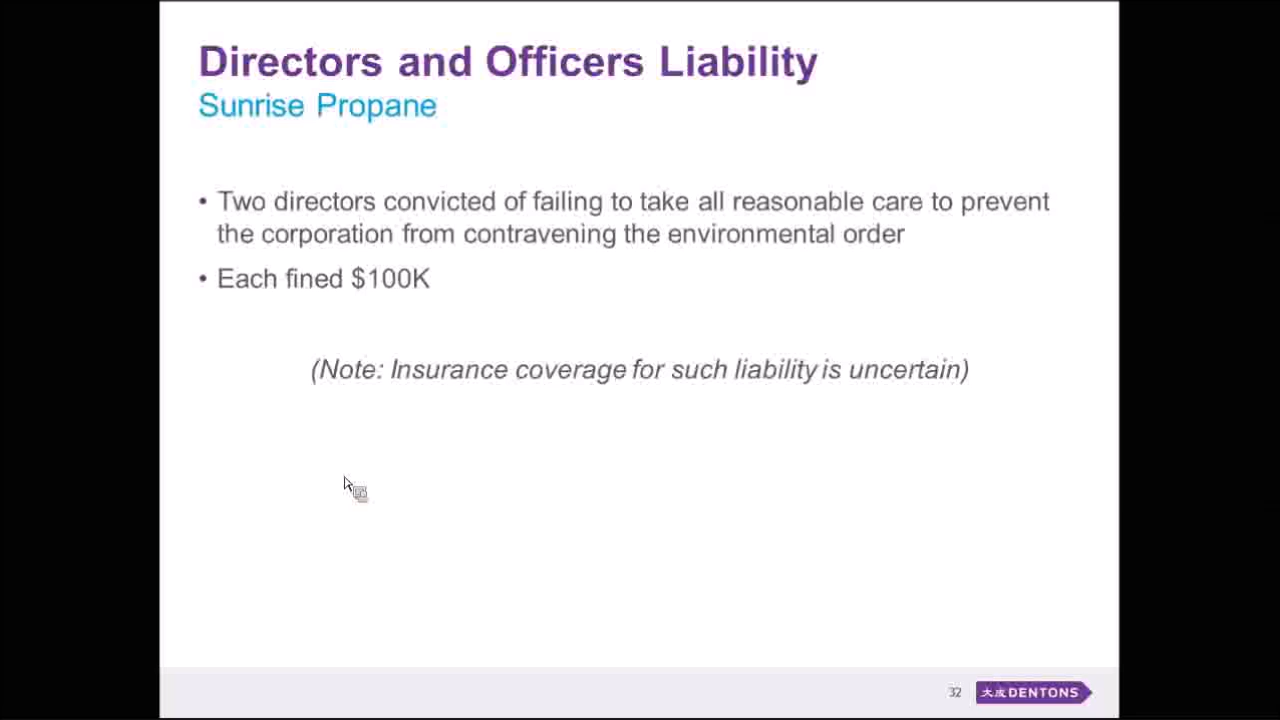 Directors and Officers Liability
Sunrise Propane
• Two directors convicted of failing to take all reasonable care to prevent
the corporation from contravening the environmental order
• Each fined $100K
(Note: Insurance coverage for such liability is uncertain)
32
大成 DENTONS